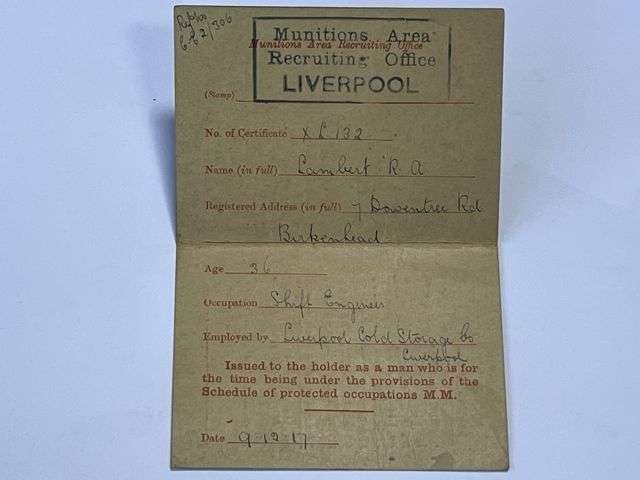 Munitions Area
Munitions Area Recruiting Office
Recruiting Office
LIVERPOOL
(Stamp)
No. of Certificate XL 132
Name (in full) Lambert R. A
Registered Address (in full) 7 Rd
Birkenhead
Age 36
Occupation Shift Engineer
Employed by Liverpool Cold Storage Co
Liverpool
Issued to the holder as a man who is for
the time being under the provisions of the
Schedule of protected occupations M.M.
Date 9.12.17